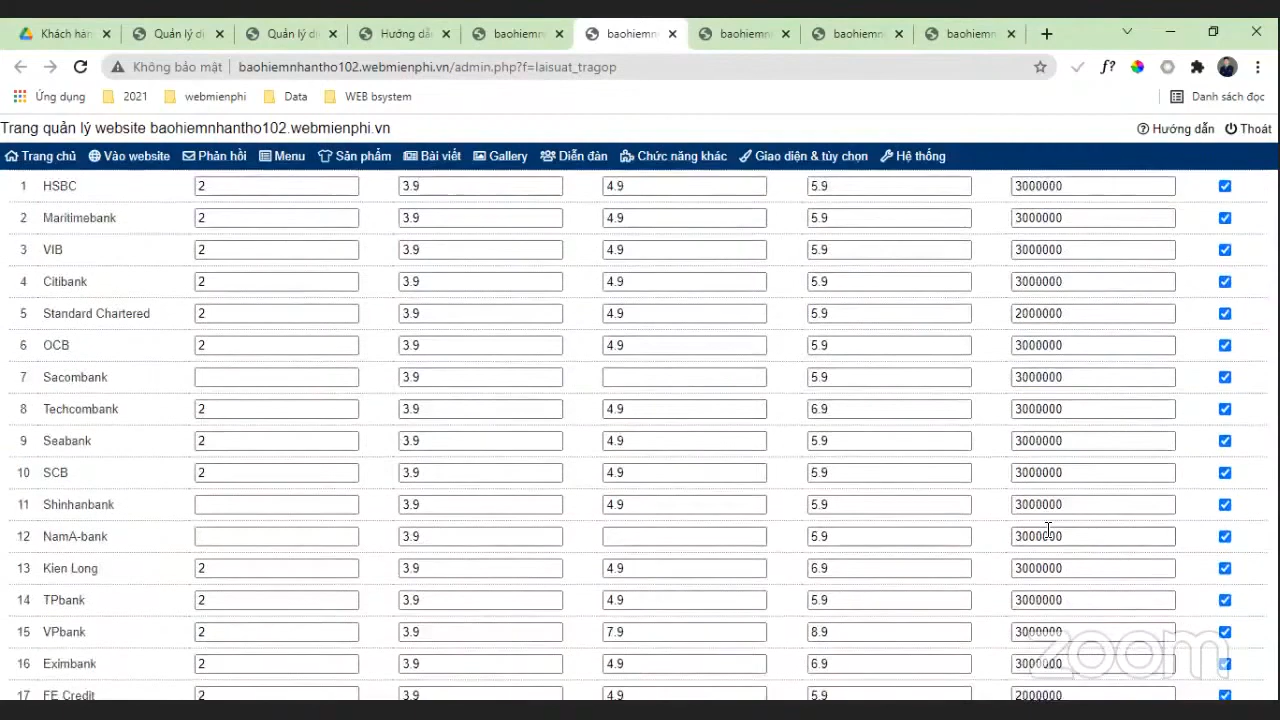 Khách hàn
Quản lý d
Quản lý d
Hướng dẫ
baohiemn
baohiemn
baohiemn
baohiemn
baohiemn
Không bảo mật baohiemnhantho102.webmienphi.vn/admin.php?f=laisuat_tragop
f?
Ứng dụng 2021 webmienphi Data WEB bsystem Danh sách đọc
Trang quản lý website baohiemnhantho102.webmienphi.vn Hướng dẫn Thoát
Trang chủ Vào website Phản hồi Menu Sản phẩm Bài viết Gallery Diễn đàn Chức năng khác Giao diện & tùy chọn Hệ thống
1 HSBC 2 3.9 4.9 5.9 3000000
2 Maritimebank 2 3.9 4.9 5.9 3000000
3 VIB 2 3.9 4.9 5.9 3000000
4 Citibank 2 3.9 4.9 5.9 3000000
5 Standard Chartered 2 3.9 4.9 5.9 2000000
6 OCB 2 3.9 4.9 5.9 3000000
7 Sacombank 3.9 5.9 3000000
8 Techcombank 2 3.9 4.9 6.9 3000000
9 Seabank 2 3.9 4.9 5.9 3000000
10 SCB 2 3.9 4.9 5.9 3000000
11 Shinhanbank 3.9 4.9 5.9 3000000
12 NamA-bank 3.9 5.9 3000000
13 Kien Long 2 3.9 4.9 6.9 3000000
14 TPbank 2 3.9 4.9 5.9 3000000
15 VPbank 2 3.9 7.9 8.9 3000000
zoom
16 Eximbank 2 3.9 4.9 6.9 3000000
17 FE Credit 2 3.9 4.9 5.9 2000000